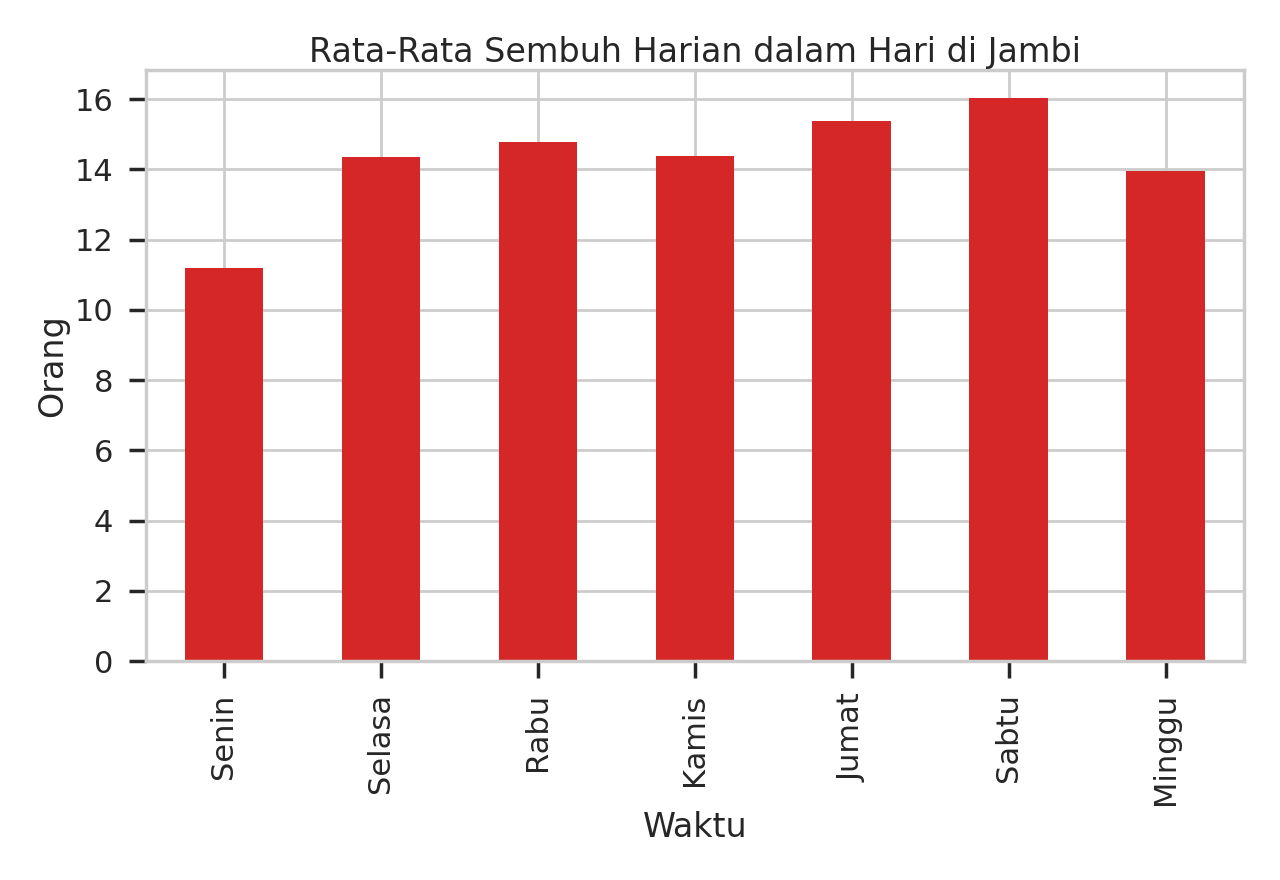 Rata-Rata Sembuh Harian dalam Hari di Jambi
16
14
12
10
8
6
4
2
0
Orang
Senin
Selasa
Rabu
Kamis
Jumat
Sabtu
Minggu
Waktu